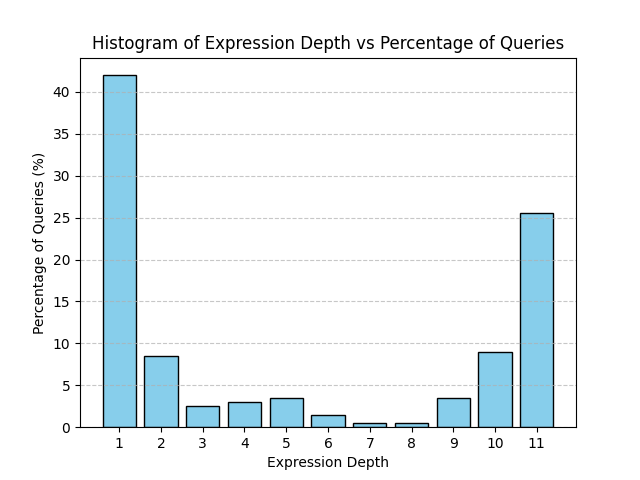 Histogram of Expression Depth vs Percentage of Queries
Percentage of Queries (%)
40
35
30
25
20
15
10
5
0
1 2 3 4 5 6 7 8 9 10 11
Expression Depth